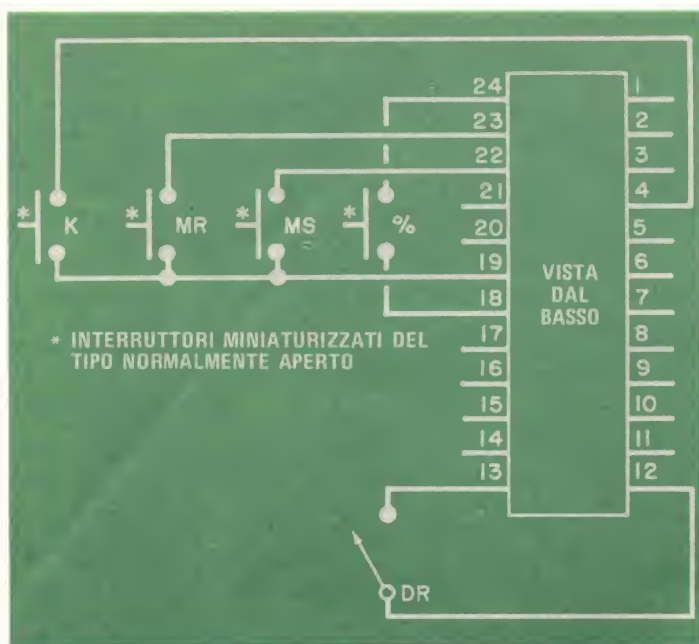 24 1
23 2
22 3
21 4
20 5
19 6
18 7
17 8
16 9
15 10
14 11
13 12
* K * MR * MS * %
VISTA
DAL
BASSO
* INTERRUTTORI MINIATURIZZATI DEL
TIPO NORMALMENTE APERTO
DR